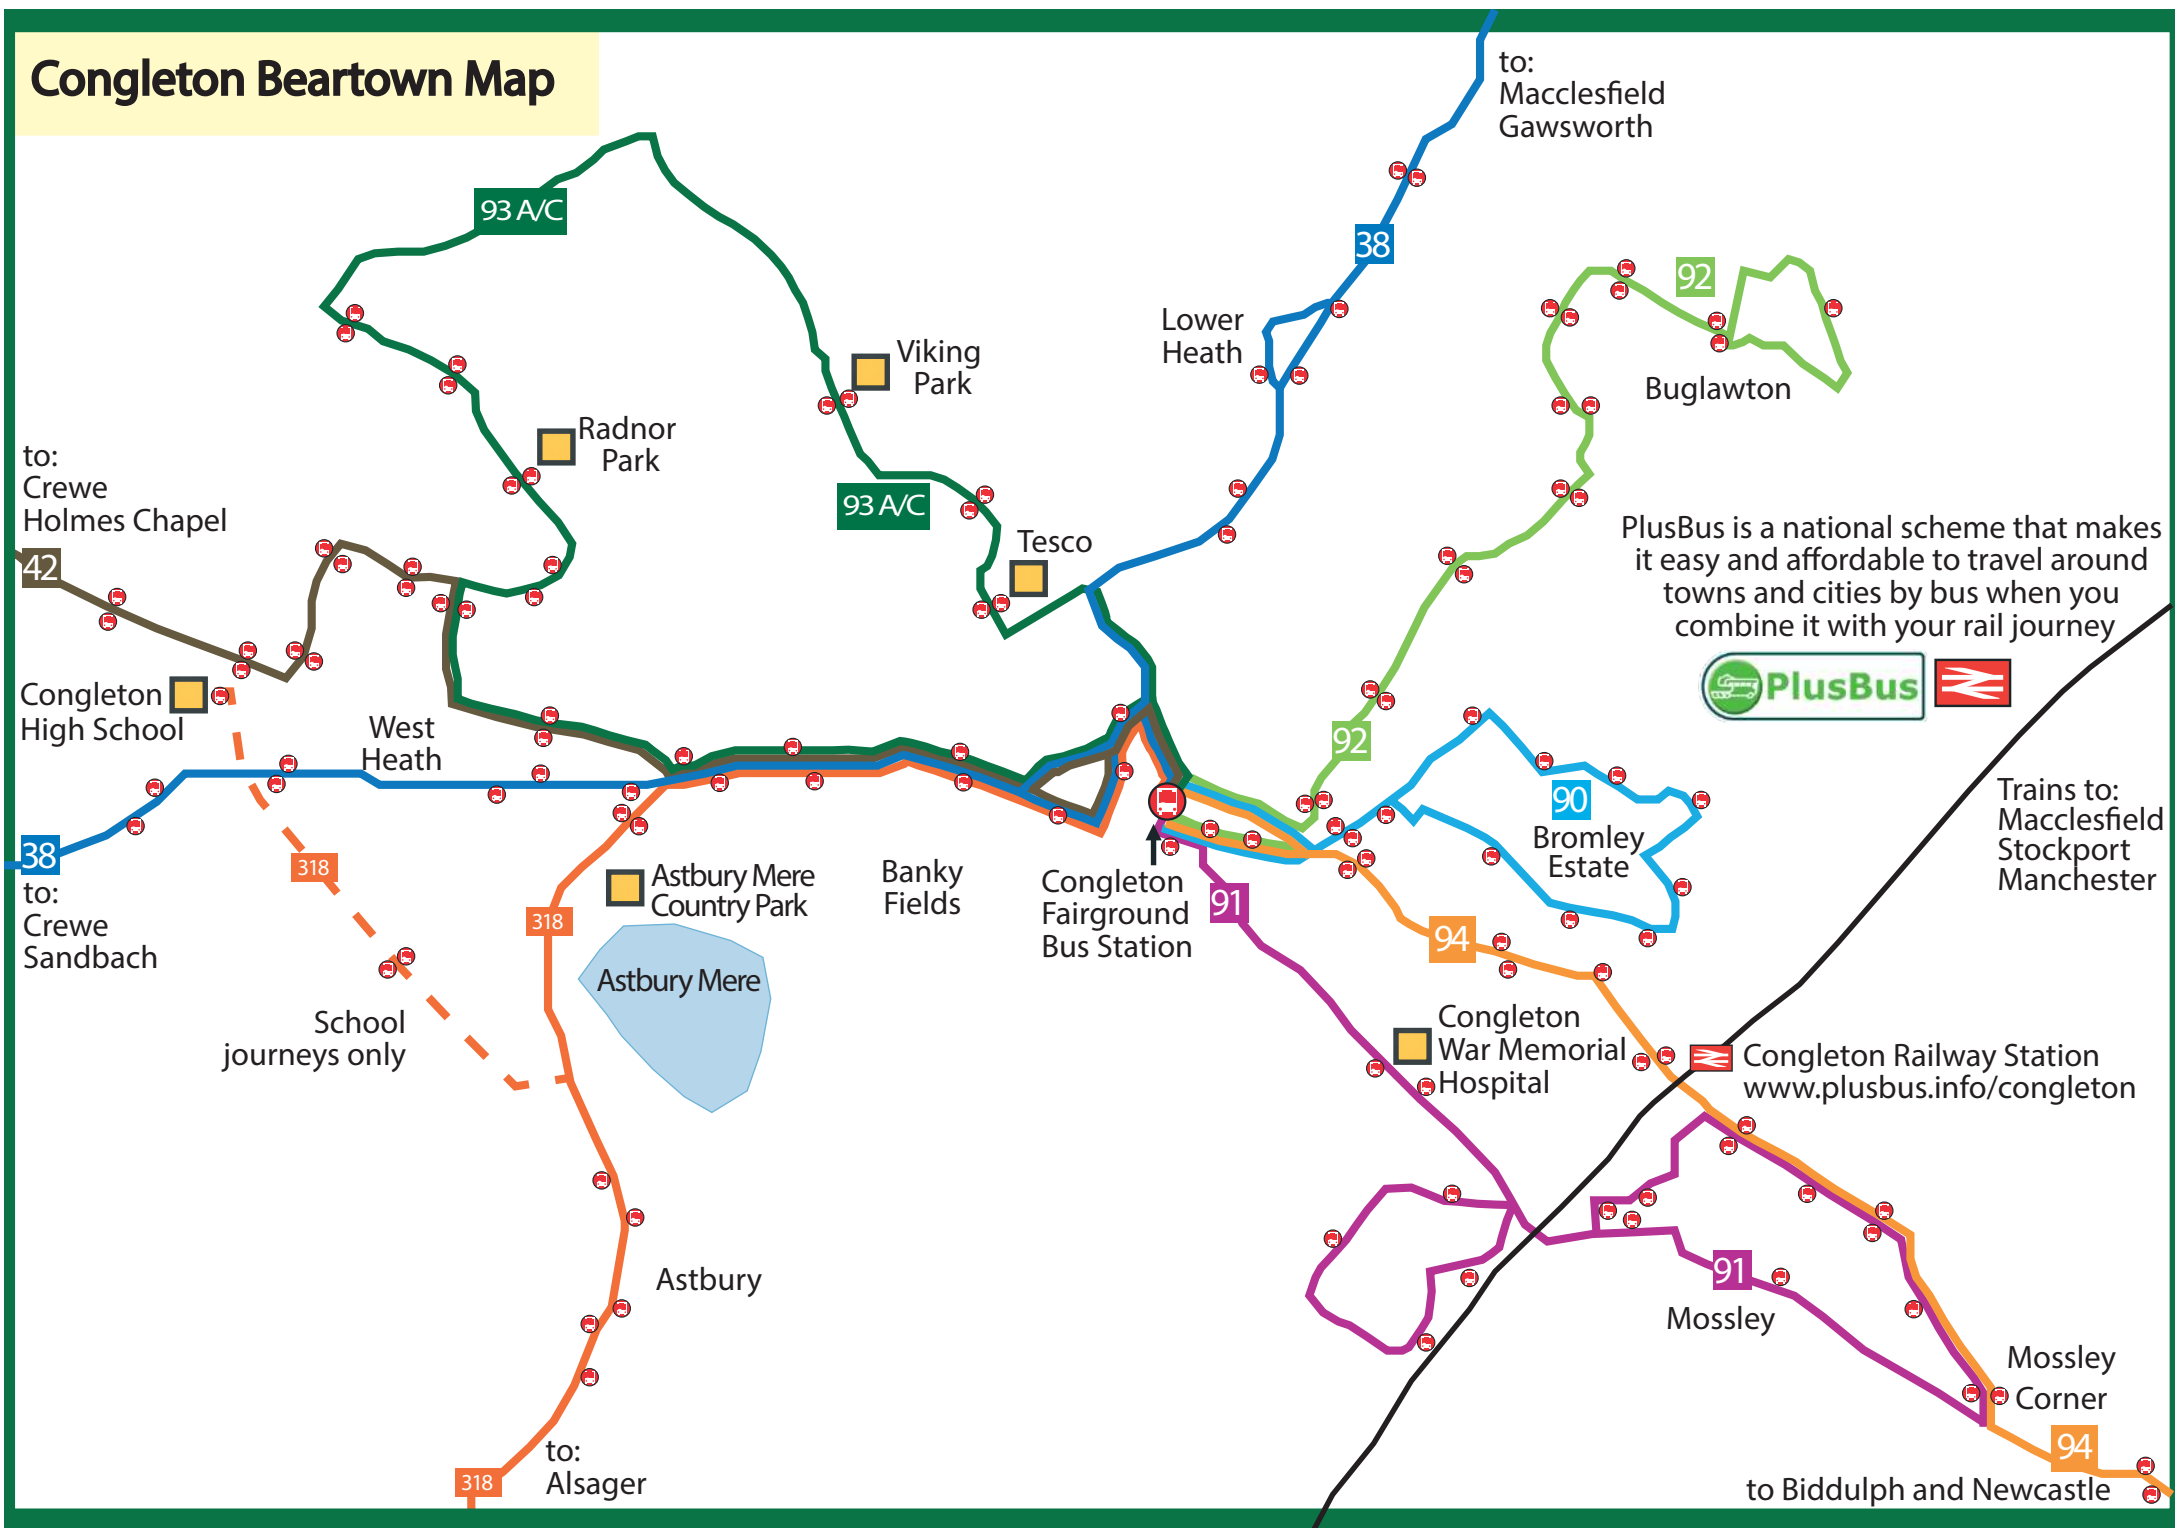 Congleton Beartown Map
to:
Macclesfield
Gawsworth
93 A/C
38
92
Lower
Heath
Viking
Park
Buglawton
Radnor
Park
to:
Crewe
Holmes Chapel
42
93 A/C
Tesco
PlusBus is a national scheme that makes
it easy and affordable to travel around
towns and cities by bus when you
combine it with your rail journey
PlusBus
Congleton
High School
West
Heath
92
90
Bromley
Estate
Trains to:
Macclesfield
Stockport
Manchester
38
to:
Crewe
Sandbach
318
318
Astbury Mere
Country Park
Banky
Fields
Congleton
Fairground
Bus Station
91
94
Astbury Mere
School
journeys only
Congleton
War Memorial
Hospital
Congleton Railway Station
www.plusbus.info/congleton
Astbury
91
Mossley
Mossley
Corner
94
to:
Alsager
318
to Biddulph and Newcastle